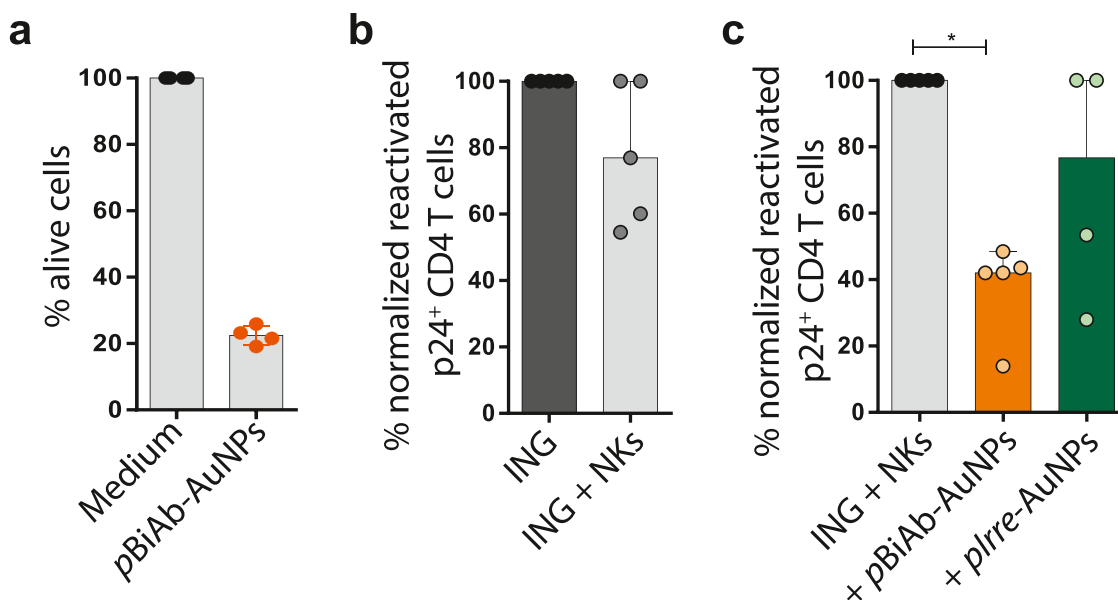 a
% alive cells
100
80
60
40
20
0
Medium
pBiAb-AuNPs
b
% normalized reactivated
p24⁺ CD4 T cells
100
80
60
40
20
0
ING
ING + NKs
c
% normalized reactivated
p24⁺ CD4 T cells
*
100
80
60
40
20
0
ING + NKs
+ pBiAb-AuNPs
+ pIrre-AuNPs